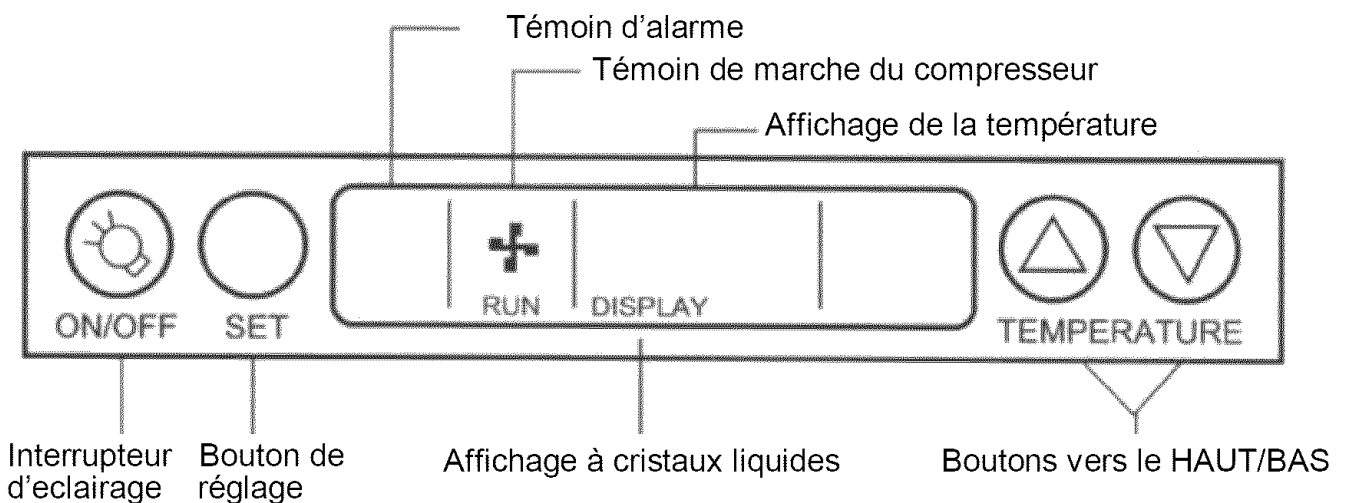 Témoin d'alarme
Témoin de marche du compresseur
Affichage de la température
RUN
DISPLAY
ON/OFF
SET
TEMPERATURE
Interrupteur
d'eclairage
Bouton de
réglage
Affichage à cristaux liquides
Boutons vers le HAUT/BAS